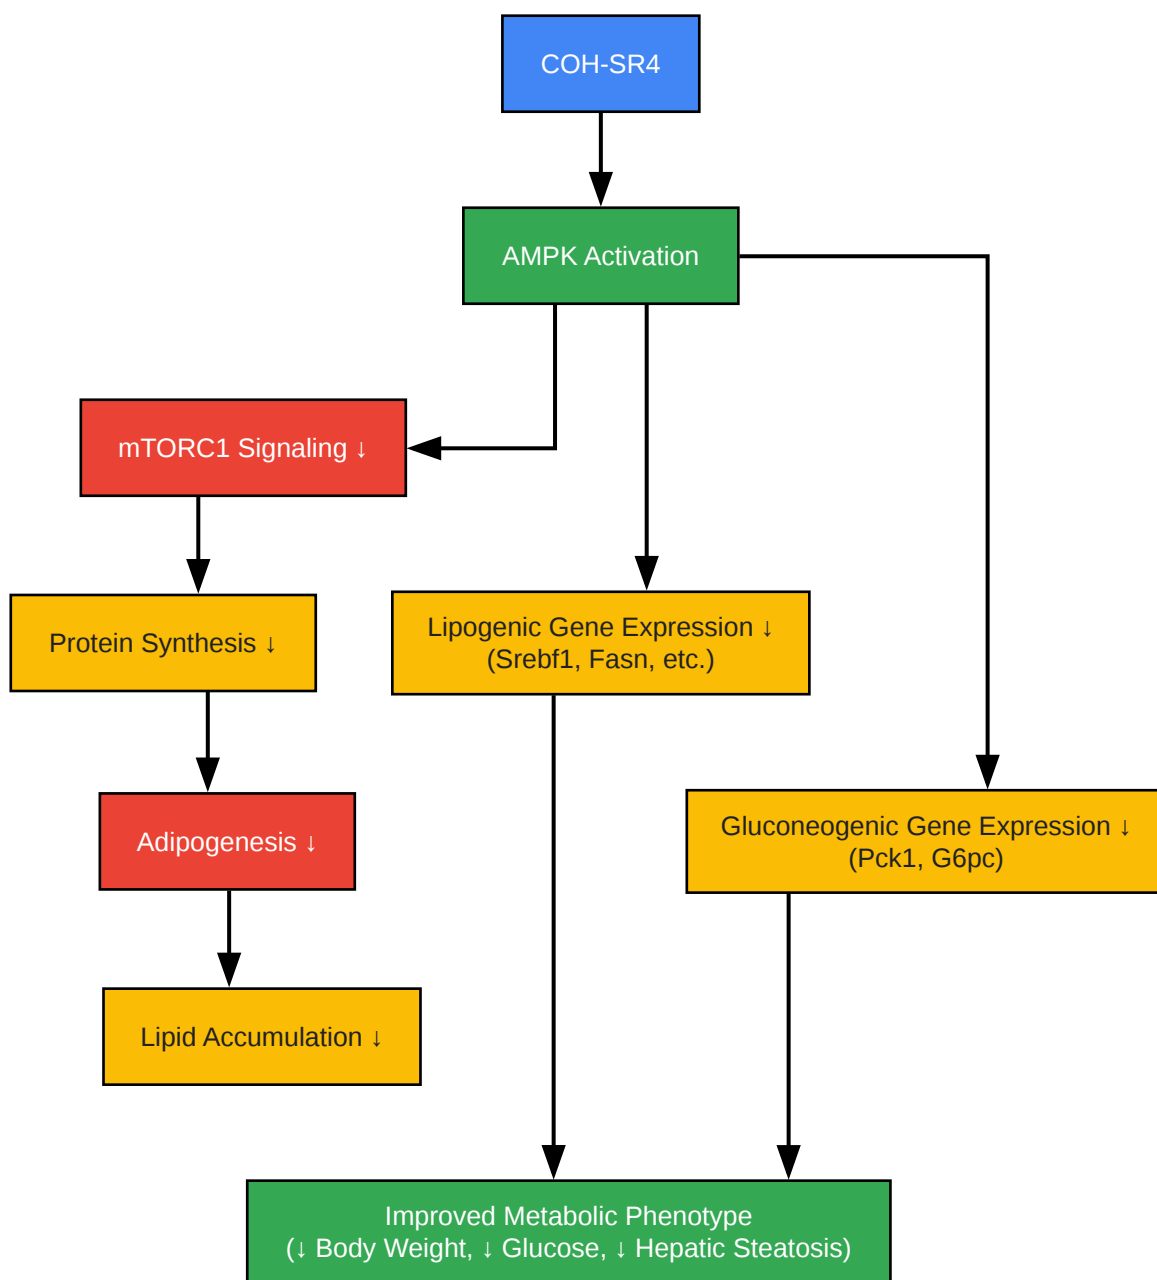 COH-SR4
AMPK Activation
mTORC1 Signaling ↓
Protein Synthesis ↓
Lipogenic Gene Expression ↓
(Srebf1, Fasn, etc.)
Adipogenesis ↓
Gluconeogenic Gene Expression ↓
(Pck1, G6pc)
Lipid Accumulation ↓
Improved Metabolic Phenotype
(↓ Body Weight, ↓ Glucose, ↓ Hepatic Steatosis)